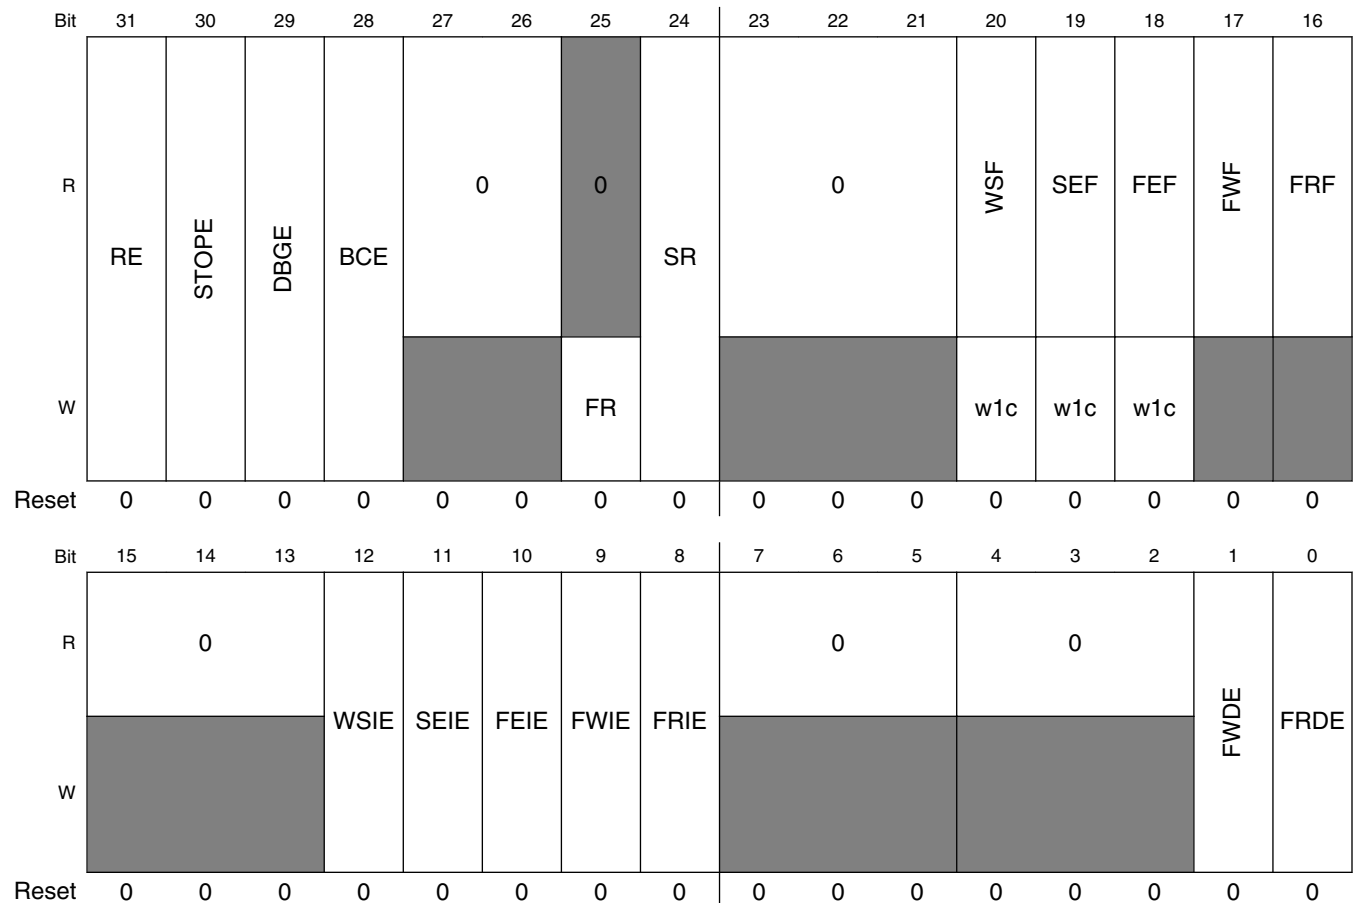 Bit 31 30 29 28 27 26 25 24 23 22 21 20 19 18 17 16
R 0 0 0 WSF SEF FEF FWF FRF
RE STOPE DBGE BCE SR
W FR w1c w1c w1c
Reset 0 0 0 0 0 0 0 0 0 0 0 0 0 0 0 0
Bit 15 14 13 12 11 10 9 8 7 6 5 4 3 2 1 0
R 0 0 0
WSIE SEIE FEIE FWIE FRIE FWDE FRDE
W
Reset 0 0 0 0 0 0 0 0 0 0 0 0 0 0 0 0